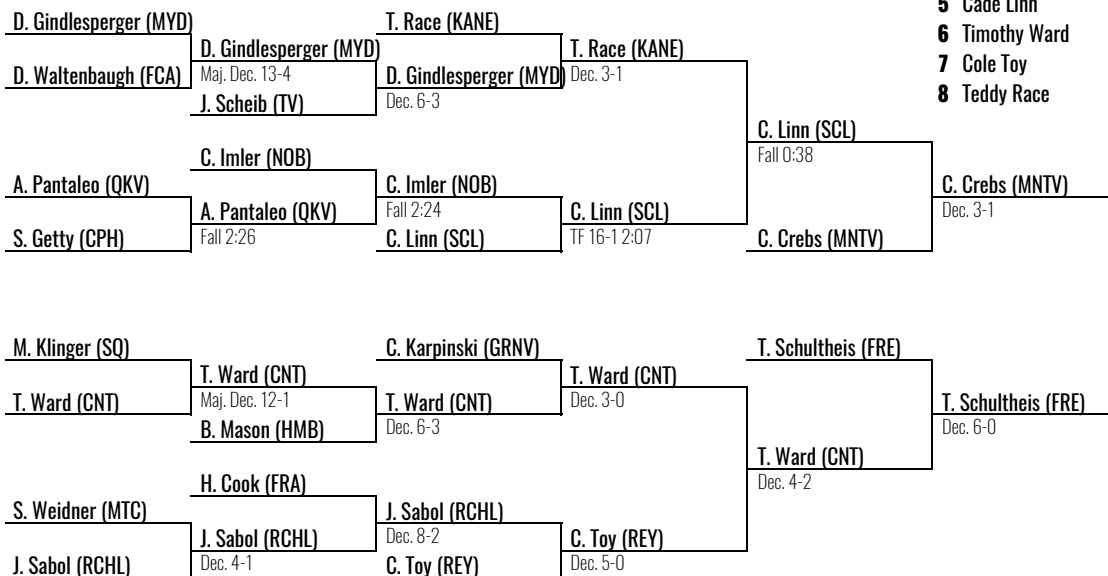 5 Cade Linn
D. Gindlesperger (MYD)
T. Race (KANE)
6 Timothy Ward
D. Gindlesperger (MYD)
T. Race (KANE)
7 Cole Toy
D. Waltenbaugh (FCA)
Maj. Dec. 13-4
D. Gindlesperger (MYD)
Dec. 3-1
8 Teddy Race
J. Scheib (TV)
Dec. 6-3
C. Linn (SCL)
Fall 0:38
C. Imler (NOB)
A. Pantaleo (QKV)
C. Imler (NOB)
C. Crebs (MNTV)
A. Pantaleo (QKV)
Fall 2:24
C. Linn (SCL)
Dec. 3-1
S. Getty (CPH)
Fall 2:26
C. Linn (SCL)
TF 16-1 2:07
C. Crebs (MNTV)
M. Klinger (SQ)
C. Karpinski (GRNV)
T. Schultheis (FRE)
T. Ward (CNT)
T. Ward (CNT)
T. Ward (CNT)
Maj. Dec. 12-1
T. Ward (CNT)
Dec. 3-0
T. Schultheis (FRE)
B. Mason (HMB)
Dec. 6-3
Dec. 6-0
T. Ward (CNT)
Dec. 4-2
H. Cook (FRA)
S. Weidner (MTC)
J. Sabol (RCHL)
J. Sabol (RCHL)
Dec. 8-2
C. Toy (REY)
J. Sabol (RCHL)
Dec. 4-1
C. Toy (REY)
Dec. 5-0